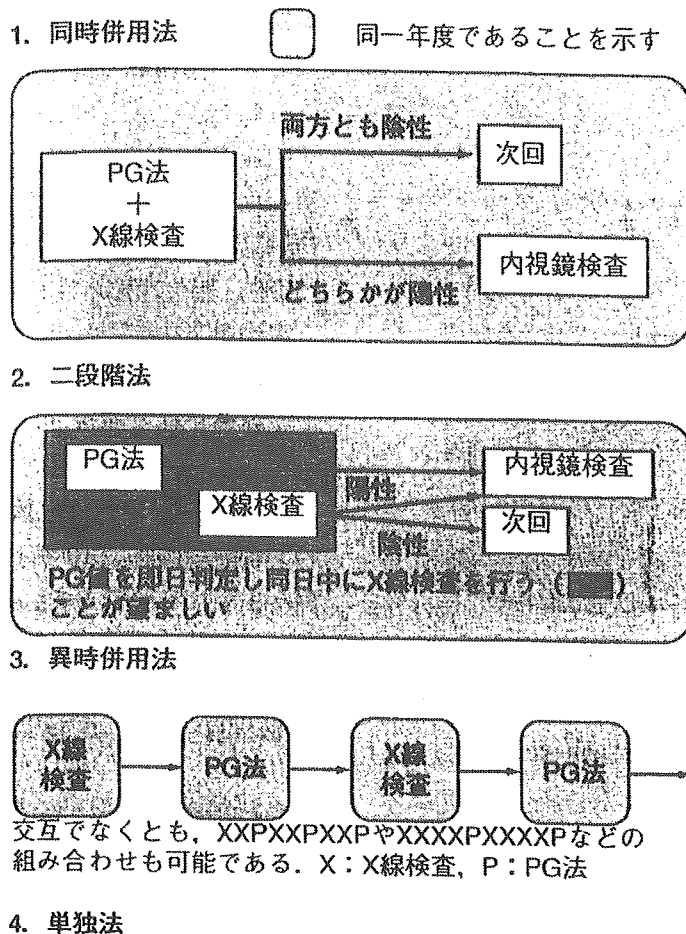 1. 同時併用法
同一年度であることを示す
両方とも陰性
PG法
＋
X線検査
次回
内視鏡検査
どちらかが陽性
2. 二段階法
PG法
X線検査
陽性
陰性
内視鏡検査
次回
PG値を即日判定し同日中にX線検査を行う（ ）
ことが望ましい
3. 異時併用法
X線
検査
PG法
X線
検査
PG法
交互でなくとも，XXPXXPXXPやXXXXPXXXXPなどの
組み合わせも可能である．X：X線検査，P：PG法
4. 単独法